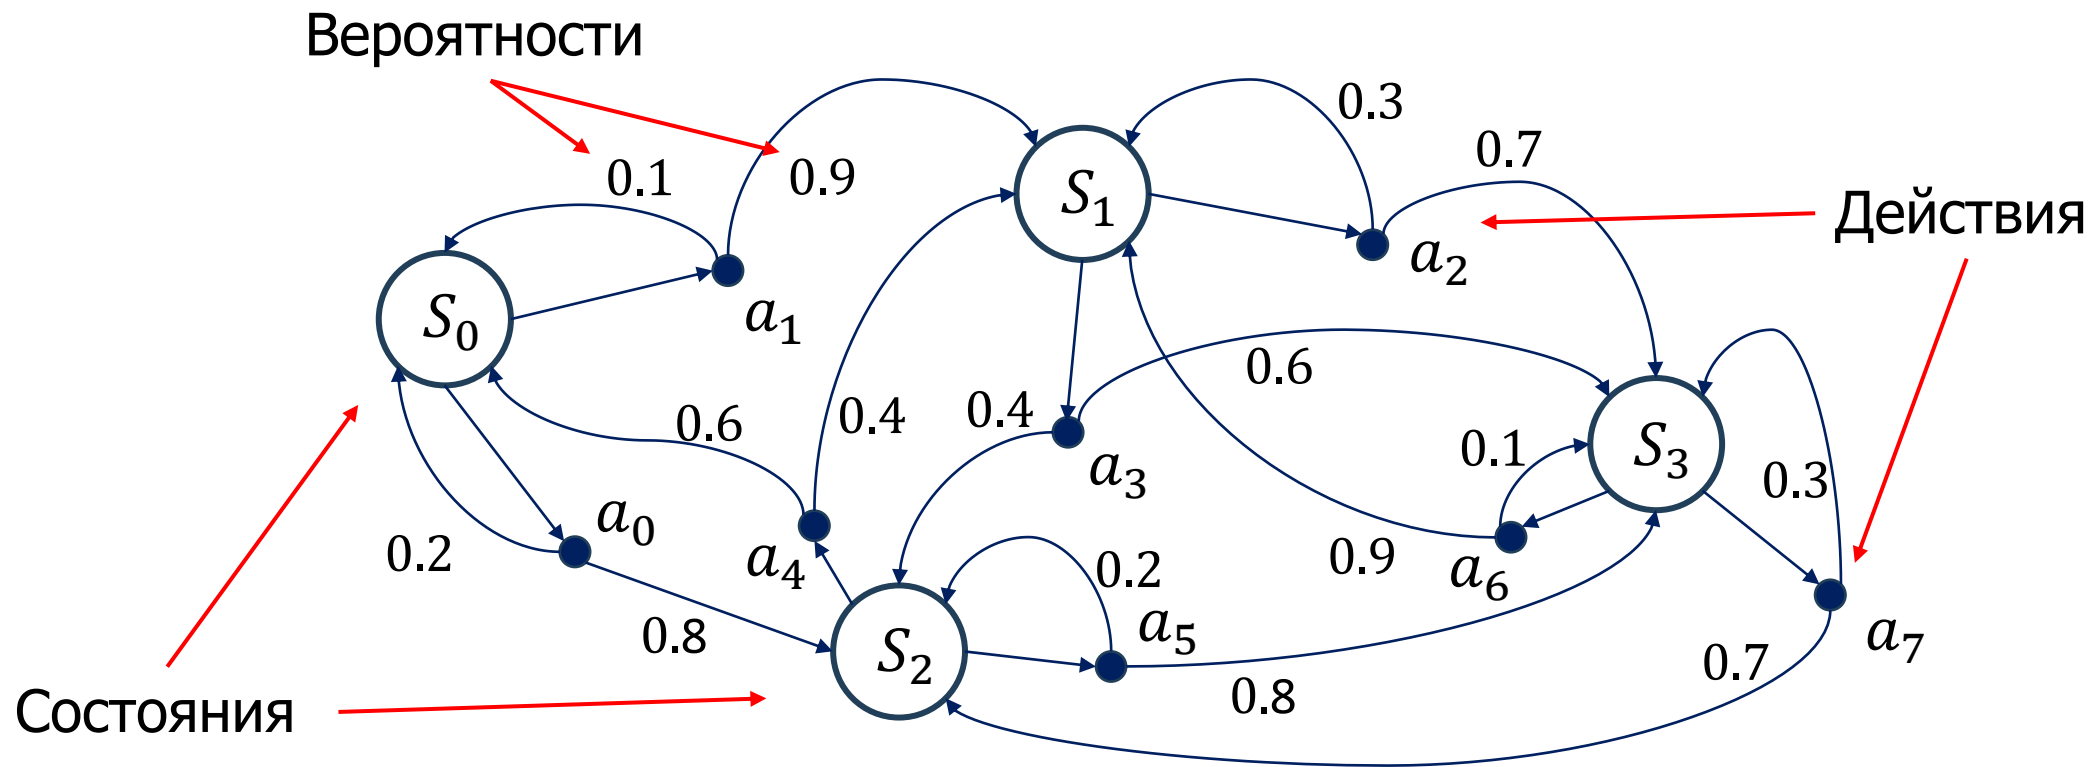 Вероятности
0.3
0.7
0.1
0.9
S₁
Действия
a₂
S₀
a₁
0.6
0.4
0.4
0.6
S₃
0.1
a₃
0.3
a₀
0.2
a₄
0.2
0.9
a₆
a₅
a₇
0.8
S₂
0.7
0.8
Состояния